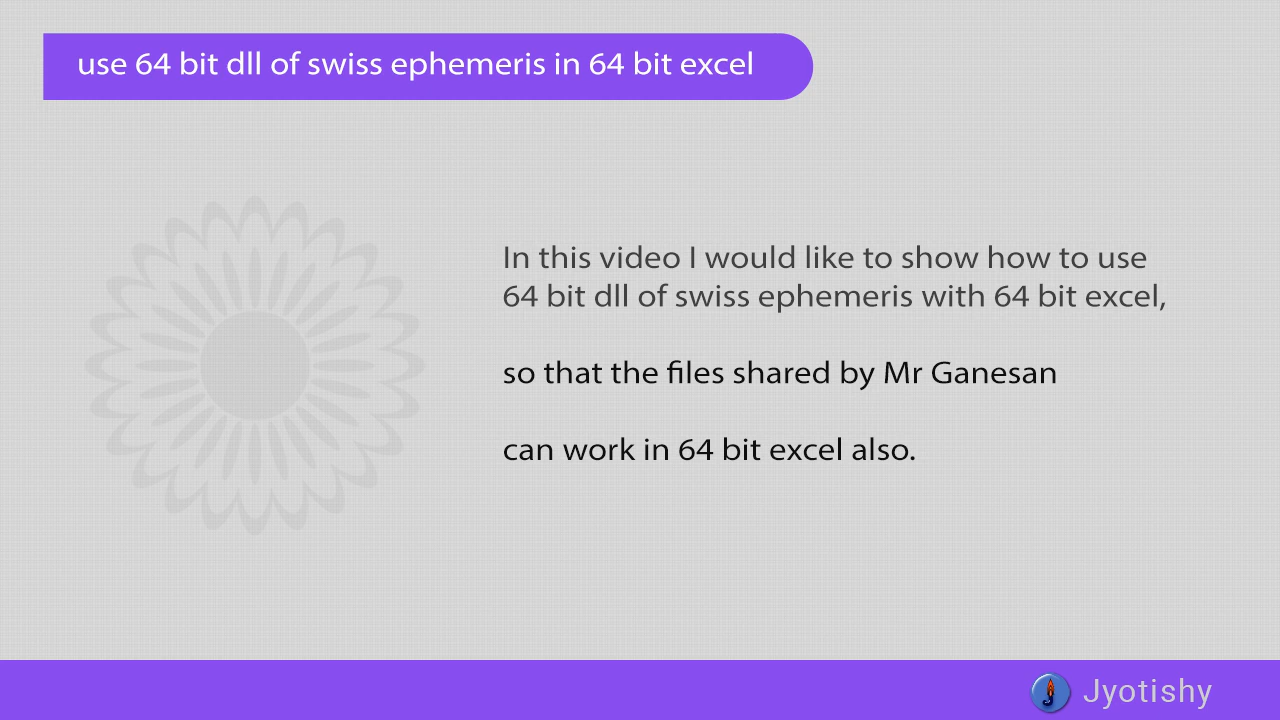 use 64 bit dll of swiss ephemeris in 64 bit excel
In this video I would like to show how to use
64 bit dll of swiss ephemeris with 64 bit excel,
so that the files shared by Mr Ganesan
can work in 64 bit excel also.
Jyotishy